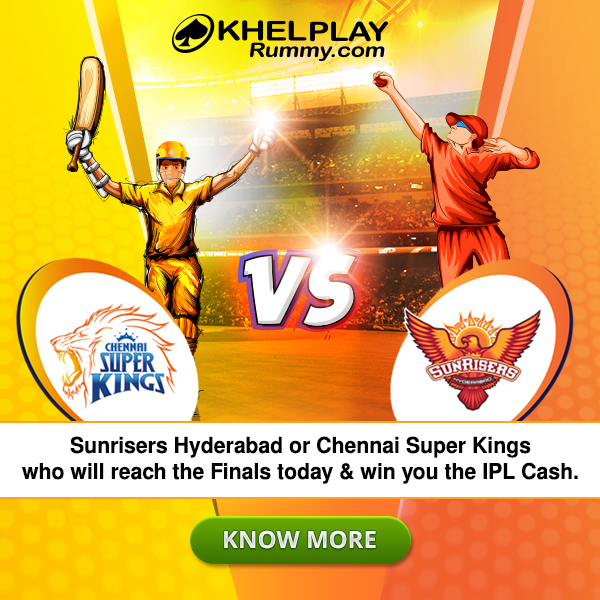 KHELPLAY
Rummy.com
VS
CHENNAI
SUPER
KINGS
SUNRISERS
HYDERABAD
Sunrisers Hyderabad or Chennai Super Kings
who will reach the Finals today & win you the IPL Cash.
KNOW MORE